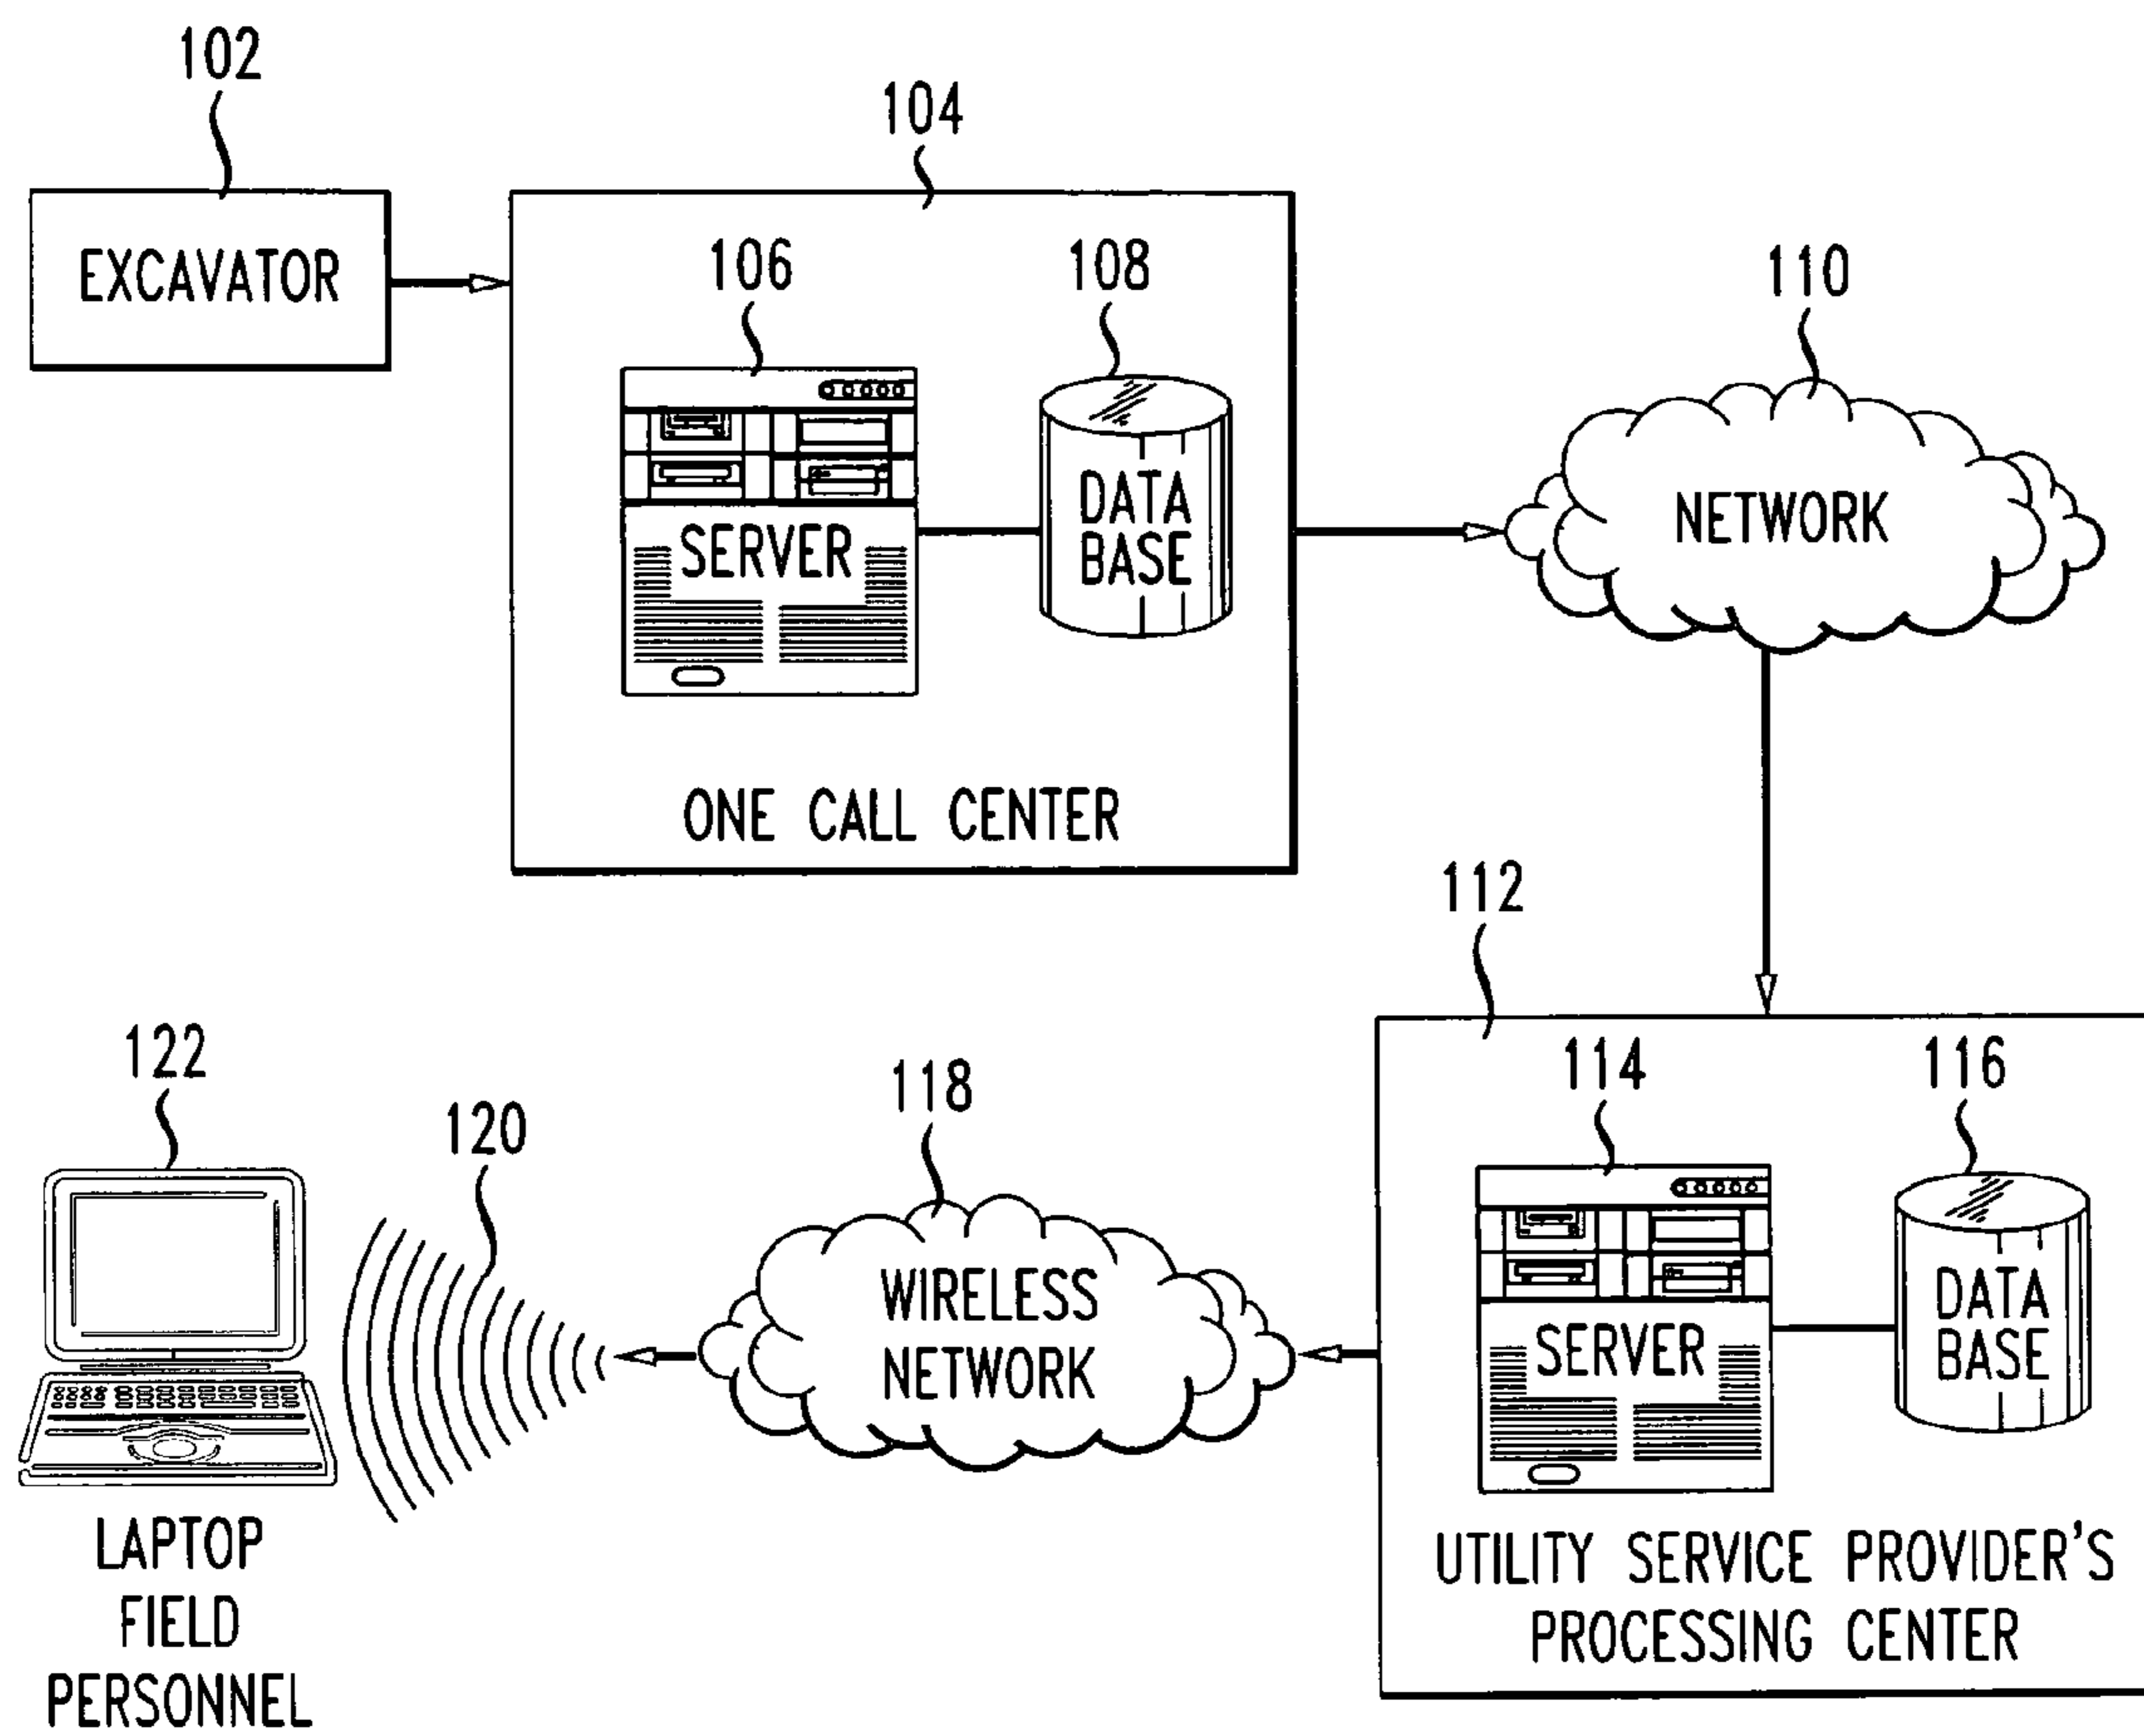 102
104
EXCAVATOR
106
108
110
SERVER
DATA
BASE
NETWORK
ONE CALL CENTER
112
122
120
118
114
116
WIRELESS
NETWORK
SERVER
DATA
BASE
LAPTOP
FIELD
PERSONNEL
UTILITY SERVICE PROVIDER'S
PROCESSING CENTER